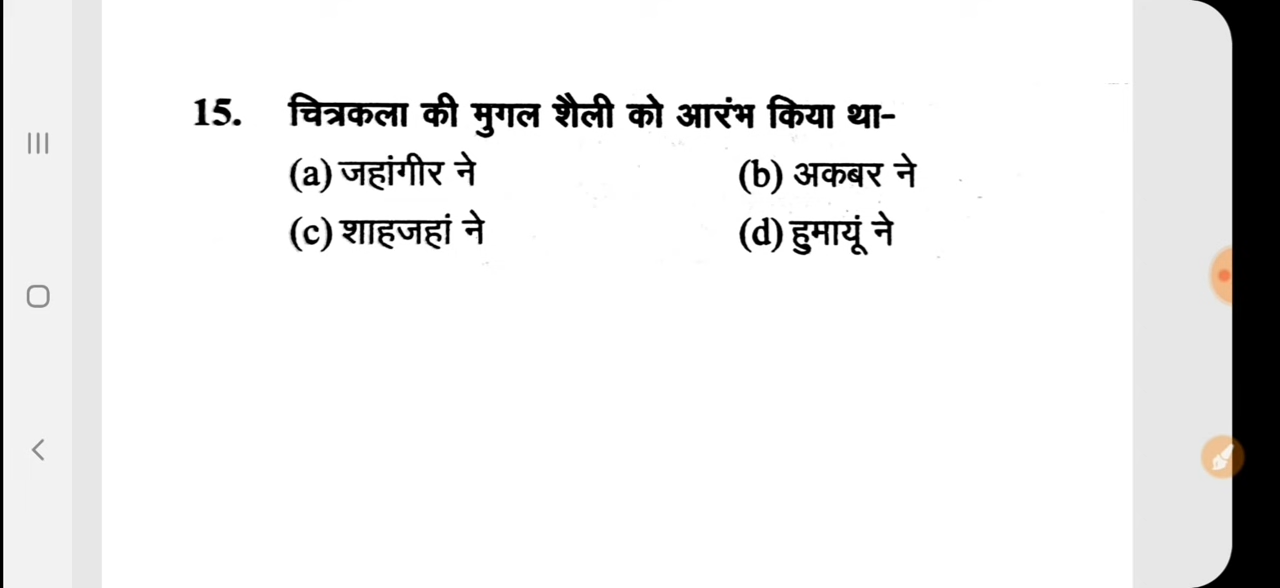 15. चित्रकला की मुगल शैली को आरंभ किया था-
(a) जहांगीर ने (b) अकबर ने
(c) शाहजहां ने (d) हुमायूं ने